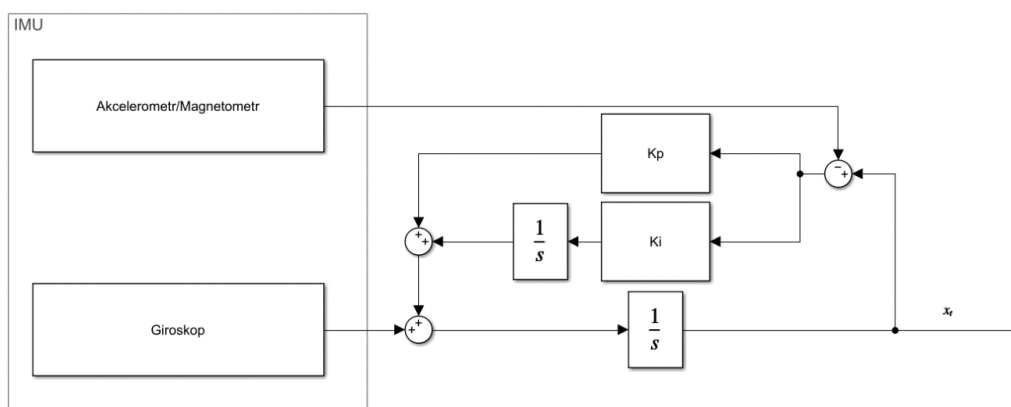 IMU
Akcelerometr/Magnetometr
Kp
−
+
1
s
Ki
+
+
Giroskop
+
+
1
s
x_f